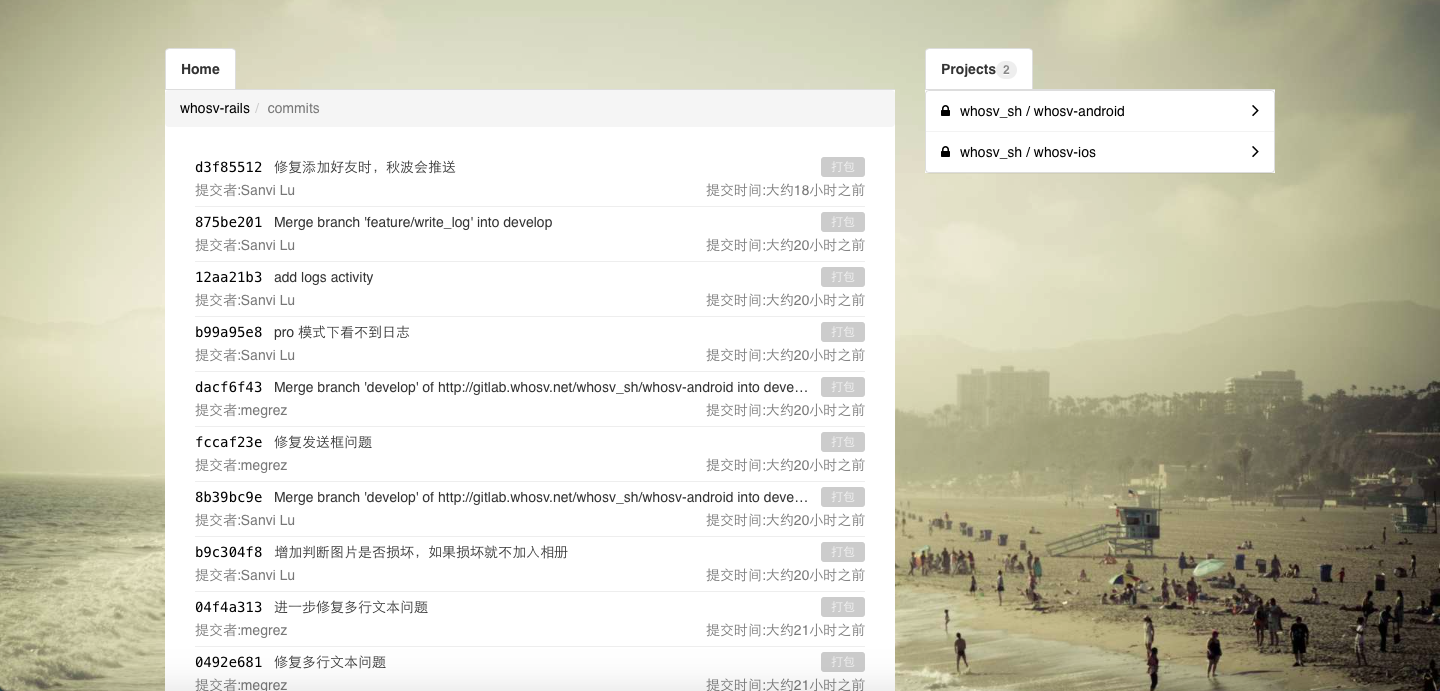 Home
whosv-rails / commits
d3f85512 修复添加好友时，秋波会推送 打包
提交者:Sanvi Lu 提交时间:大约18小时之前
875be201 Merge branch 'feature/write_log' into develop 打包
提交者:Sanvi Lu 提交时间:大约20小时之前
12aa21b3 add logs activity 打包
提交者:Sanvi Lu 提交时间:大约20小时之前
b99a95e8 pro 模式下看不到日志 打包
提交者:Sanvi Lu 提交时间:大约20小时之前
dacf6f43 Merge branch 'develop' of http://gitlab.whosv.net/whosv_sh/whosv-android into deve… 打包
提交者:megrez 提交时间:大约20小时之前
fccaf23e 修复发送框问题 打包
提交者:megrez 提交时间:大约20小时之前
8b39bc9e Merge branch 'develop' of http://gitlab.whosv.net/whosv_sh/whosv-android into deve… 打包
提交者:Sanvi Lu 提交时间:大约20小时之前
b9c304f8 增加判断图片是否损坏，如果损坏就不加入相册 打包
提交者:Sanvi Lu 提交时间:大约20小时之前
04f4a313 进一步修复多行文本问题 打包
提交者:megrez 提交时间:大约21小时之前
0492e681 修复多行文本问题 打包
提交者:megrez 提交时间:大约21小时之前
Projects 2
whosv_sh / whosv-android
whosv_sh / whosv-ios